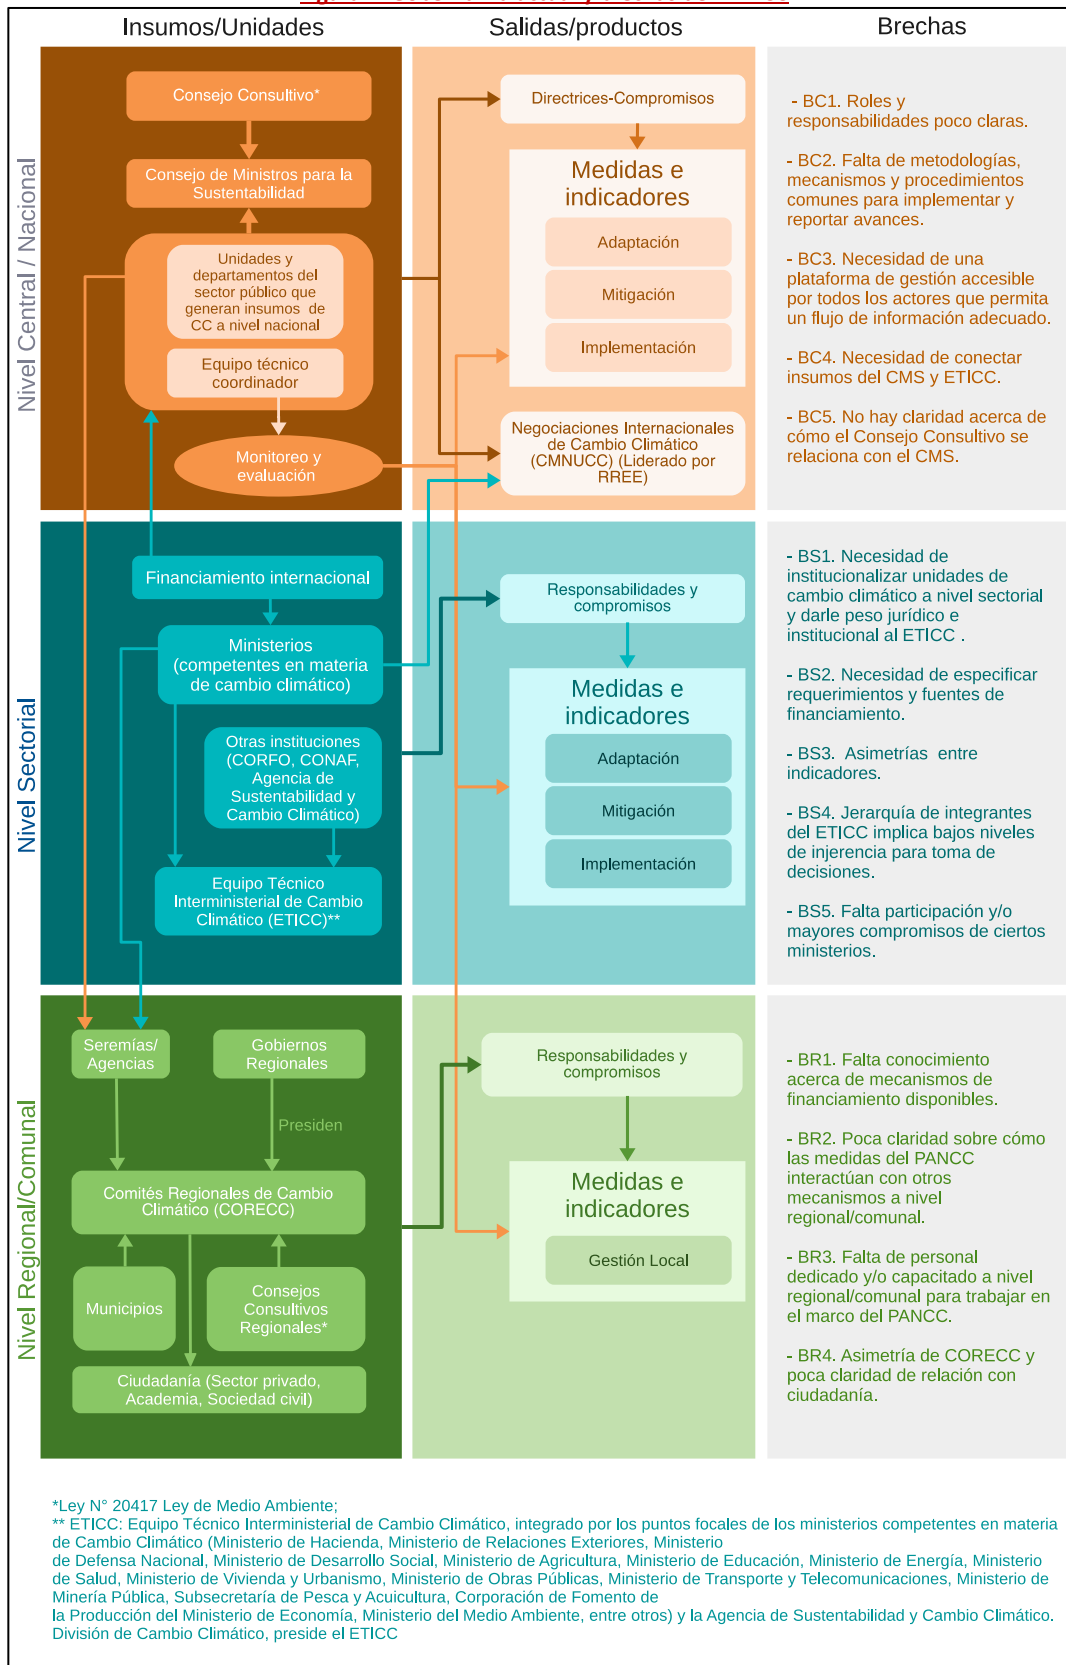 Insumos/Unidades
Salidas/productos
Brechas
Nivel Central / Nacional
Consejo Consultivo*
Consejo de Ministros para la
Sustentabilidad
Unidades y
departamentos del
sector público que
generan insumos de
CC a nivel nacional
Equipo técnico
coordinador
Monitoreo y
evaluación
Directrices-Compromisos
Medidas e
indicadores
Adaptación
Mitigación
Implementación
Negociaciones Internacionales
de Cambio Climático
(CMNUCC) (Liderado por
RREE)
- BC1. Roles y
responsabilidades poco claras.
- BC2. Falta de metodologías,
mecanismos y procedimientos
comunes para implementar y
reportar avances.
- BC3. Necesidad de una
plataforma de gestión accesible
por todos los actores que permita
un flujo de información adecuado.
- BC4. Necesidad de conectar
insumos del CMS y ETICC.
- BC5. No hay claridad acerca de
cómo el Consejo Consultivo se
relaciona con el CMS.
Nivel Sectorial
Financiamiento internacional
Ministerios
(competentes en materia
de cambio climático)
Otras instituciones
(CORFO, CONAF,
Agencia de
Sustentabilidad y
Cambio Climático)
Equipo Técnico
Interministerial de Cambio
Climático (ETICC)**
Responsabilidades y
compromisos
Medidas e
indicadores
Adaptación
Mitigación
Implementación
- BS1. Necesidad de
institucionalizar unidades de
cambio climático a nivel sectorial
y darle peso jurídico e
institucional al ETICC .
- BS2. Necesidad de especificar
requerimientos y fuentes de
financiamiento.
- BS3. Asimetrías entre
indicadores.
- BS4. Jerarquía de integrantes
del ETICC implica bajos niveles
de injerencia para toma de
decisiones.
- BS5. Falta participación y/o
mayores compromisos de ciertos
ministerios.
Nivel Regional/Comunal
Seremías/
Agencias
Gobiernos
Regionales
Presiden
Comités Regionales de Cambio
Climático (CORECC)
Municipios
Consejos
Consultivos
Regionales*
Ciudadanía (Sector privado,
Academia, Sociedad civil)
Responsabilidades y
compromisos
Medidas e
indicadores
Gestión Local
- BR1. Falta conocimiento
acerca de mecanismos de
financiamiento disponibles.
- BR2. Poca claridad sobre cómo
las medidas del PANCC
interactúan con otros
mecanismos a nivel
regional/comunal.
- BR3. Falta de personal
dedicado y/o capacitado a nivel
regional/comunal para trabajar en
el marco del PANCC.
- BR4. Asimetría de CORECC y
poca claridad de relación con
ciudadanía.
*Ley N° 20417 Ley de Medio Ambiente;
** ETICC: Equipo Técnico Interministerial de Cambio Climático, integrado por los puntos focales de los ministerios competentes en materia
de Cambio Climático (Ministerio de Hacienda, Ministerio de Relaciones Exteriores, Ministerio
de Defensa Nacional, Ministerio de Desarrollo Social, Ministerio de Agricultura, Ministerio de Educación, Ministerio de Energía, Ministerio
de Salud, Ministerio de Vivienda y Urbanismo, Ministerio de Obras Públicas, Ministerio de Transporte y Telecomunicaciones, Ministerio de
Minería Pública, Subsecretaría de Pesca y Acuicultura, Corporación de Fomento de
la Producción del Ministerio de Economía, Ministerio del Medio Ambiente, entre otros) y la Agencia de Sustentabilidad y Cambio Climático.
División de Cambio Climático, preside el ETICC